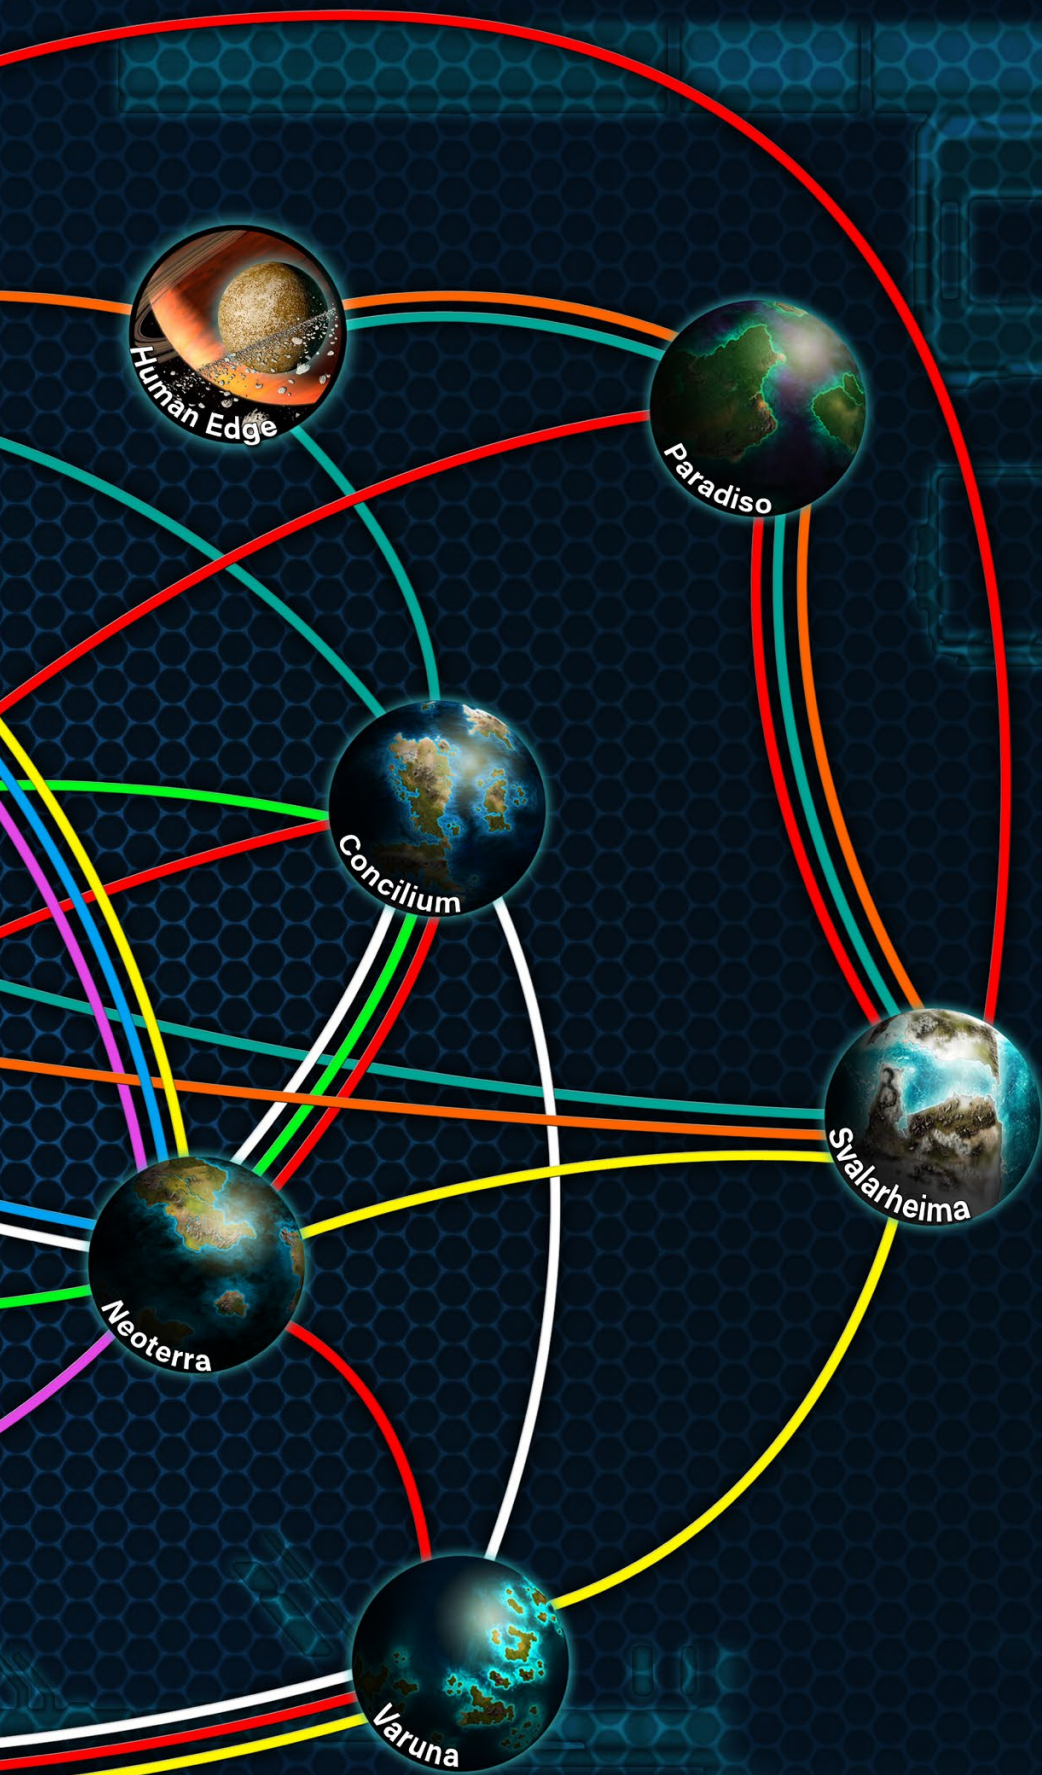 Human Edge
Paradiso
Concilium
Svalarheima
Neoterra
Varuna